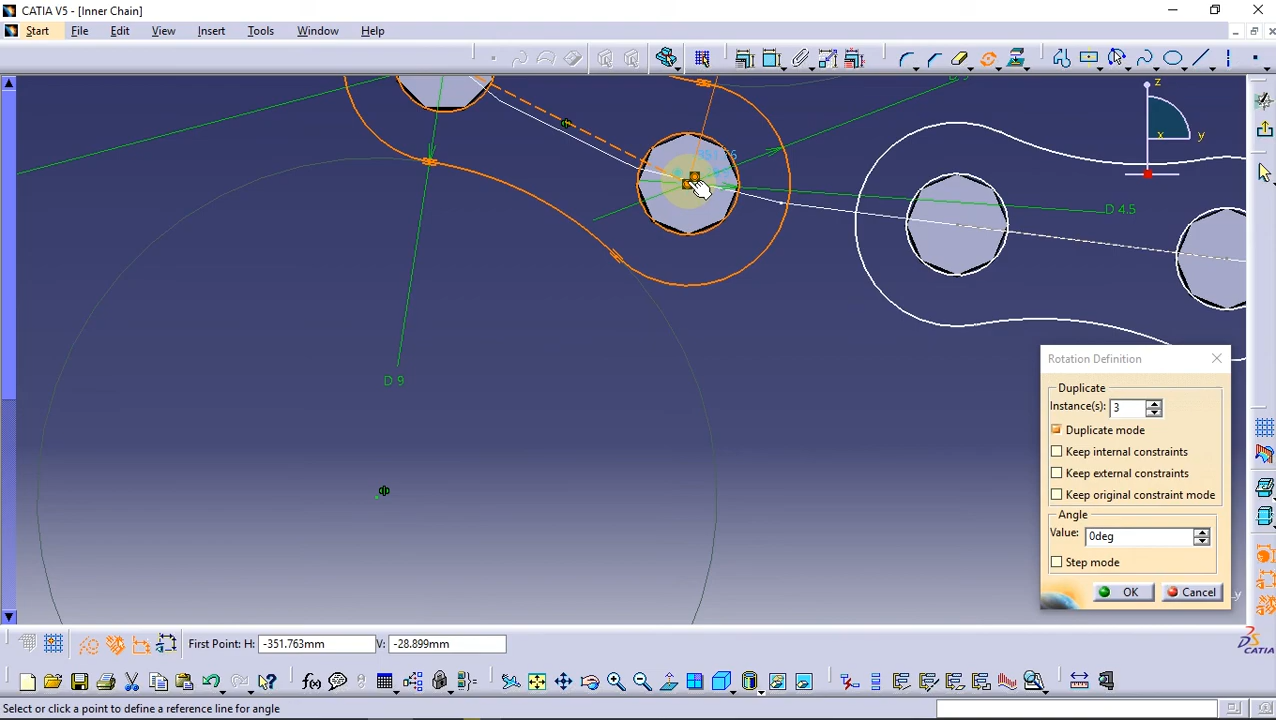 CATIA V5 - [Inner Chain]
Start File Edit View Insert Tools Window Help
z
x y
D 4.5
D 9
Rotation Definition
Duplicate
Instance(s): 3
Duplicate mode
Keep internal constraints
Keep external constraints
Keep original constraint mode
Angle
Value: 0deg
Step mode
OK Cancel
First Point: H: -351.763mm V: -28.899mm
CATIA
f(x)
Select or click a point to define a reference line for angle